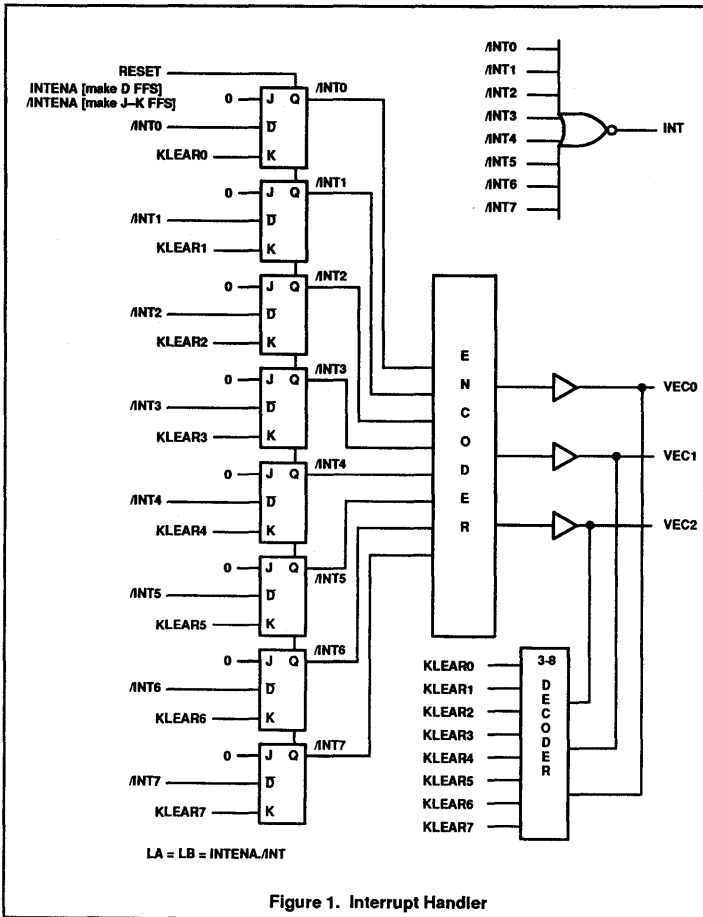 RESET
INTENA [make D FFS]
/INTENA [make J–K FFS]
0 J Q /INT0
/INT0 D
KLEAR0 K
0 J Q /INT1
/INT1 D
KLEAR1 K
0 J Q /INT2
/INT2 D
KLEAR2 K
0 J Q /INT3
/INT3 D
KLEAR3 K
0 J Q /INT4
/INT4 D
KLEAR4 K
0 J Q /INT5
/INT5 D
KLEAR5 K
0 J Q /INT6
/INT6 D
KLEAR6 K
0 J Q /INT7
/INT7 D
KLEAR7 K
LA = LB = INTENA./INT
/INT0
/INT1
/INT2
/INT3
/INT4
/INT5
/INT6
/INT7
INT
ENCODER
VEC0
VEC1
VEC2
3-8
DECODER
KLEAR0
KLEAR1
KLEAR2
KLEAR3
KLEAR4
KLEAR5
KLEAR6
KLEAR7
Figure 1. Interrupt Handler